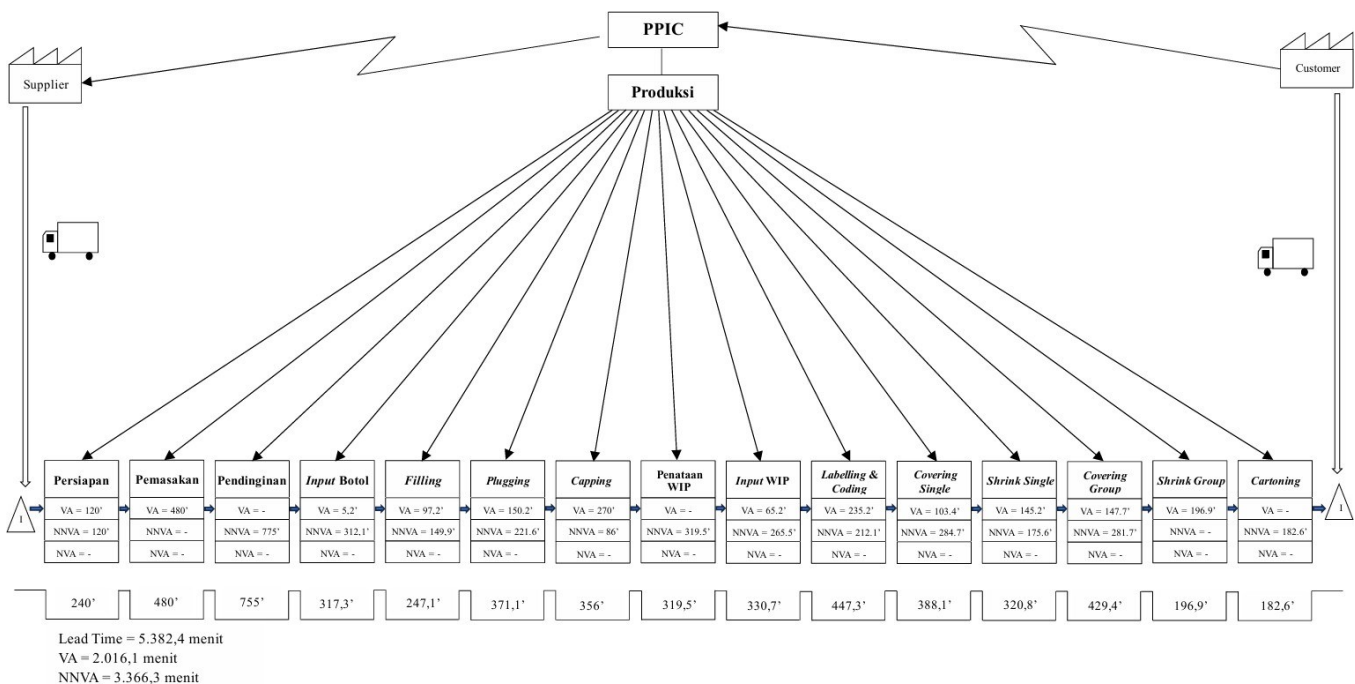 PPIC
Supplier
Customer
Produksi
Persiapan
VA = 120’
NNVA = 120’
NVA = -
Pemasakan
VA = 480’
NNVA = -
NVA = -
Pendinginan
VA = -
NNVA = 775’
NVA = -
Input Botol
VA = 5,2’
NNVA = 312,1’
NVA = -
Filling
VA = 97.2’
NNVA = 149,9’
NVA = -
Plugging
VA = 150.2’
NNVA = 221.6’
NVA = -
Capping
VA = 270’
NNVA = 86’
NVA = -
Penataan
WIP
VA = -
NNVA = 319.5’
NVA = -
Input WIP
VA = 65.2’
NNVA = 265.5’
NVA = -
Labelling &
Coding
VA = 235.2’
NNVA = 212.1’
NVA = -
Covering
Single
VA = 103.4’
NNVA = 284.7’
NVA = -
Shrink Single
VA = 145.2’
NNVA = 175.6’
NVA = -
Covering
Group
VA = 147.7’
NNVA = 281.7’
NVA = -
Shrink Group
VA = 196.9’
NNVA = -
NVA = -
Cartoning
VA = -
NNVA = 182.6’
NVA = -
I
I
240’
480’
755’
317,3’
247,1’
371,1’
356’
319,5’
330,7’
447,3’
388,1’
320,8’
429,4’
196,9’
182,6’
Lead Time = 5.382,4 menit
VA = 2.016,1 menit
NNVA = 3.366,3 menit